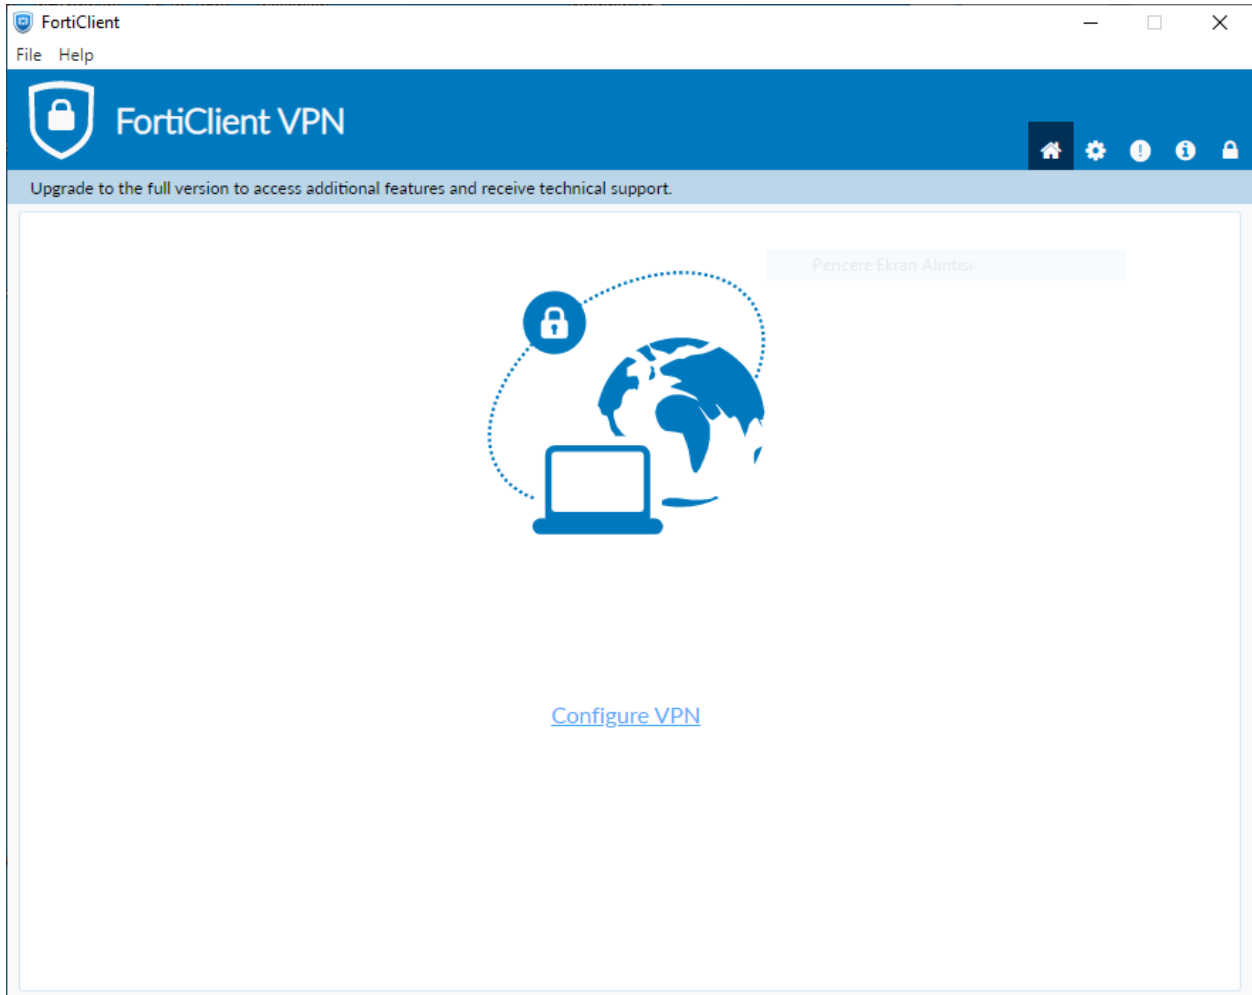 FortiClient
File Help
FortiClient VPN
Upgrade to the full version to access additional features and receive technical support.
Pencere Ekran Alıntısı
Configure VPN